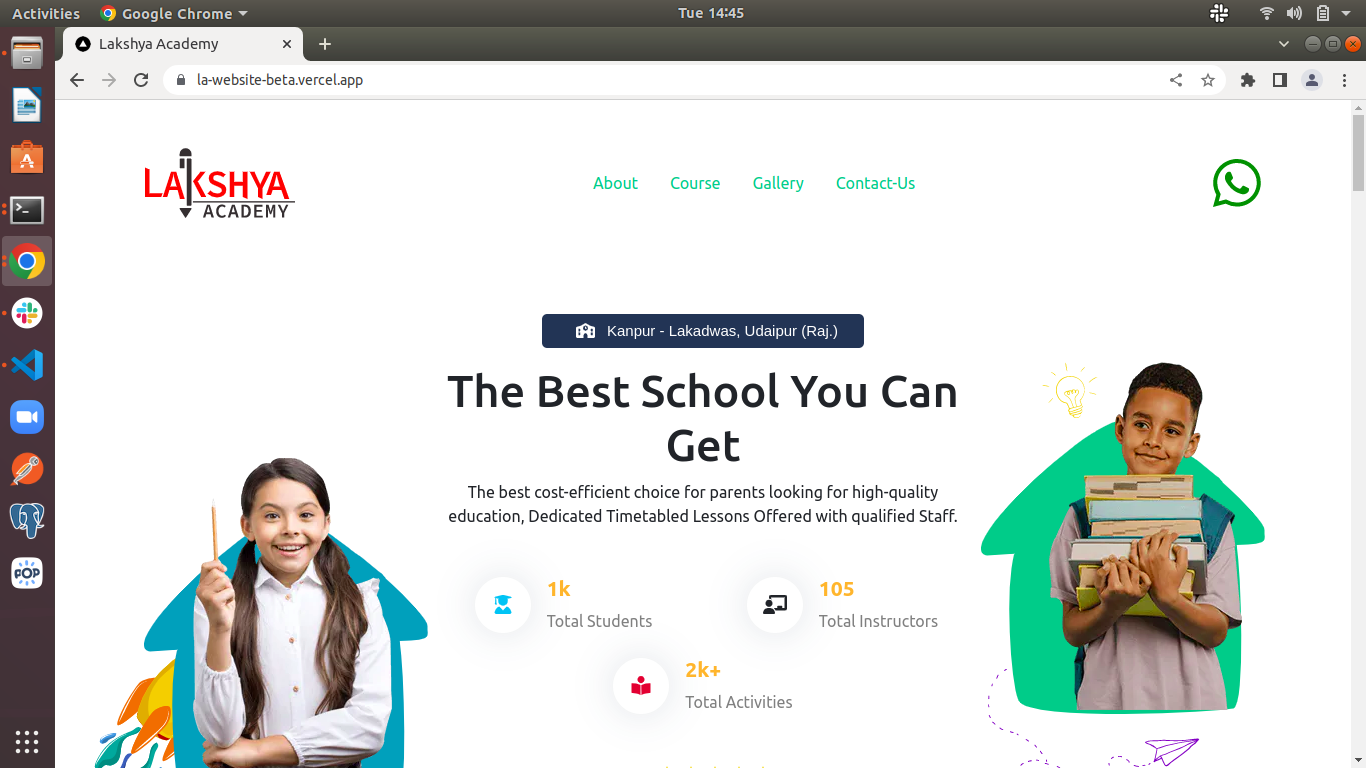 Activities
Google Chrome
Tue 14:45
Lakshya Academy
la-website-beta.vercel.app
LAKSHYA
ACADEMY
About
Course
Gallery
Contact-Us
Kanpur - Lakadwas, Udaipur (Raj.)
The Best School You Can
Get
The best cost-efficient choice for parents looking for high-quality
education, Dedicated Timetabled Lessons Offered with qualified Staff.
1k
Total Students
105
Total Instructors
2k+
Total Activities
POP